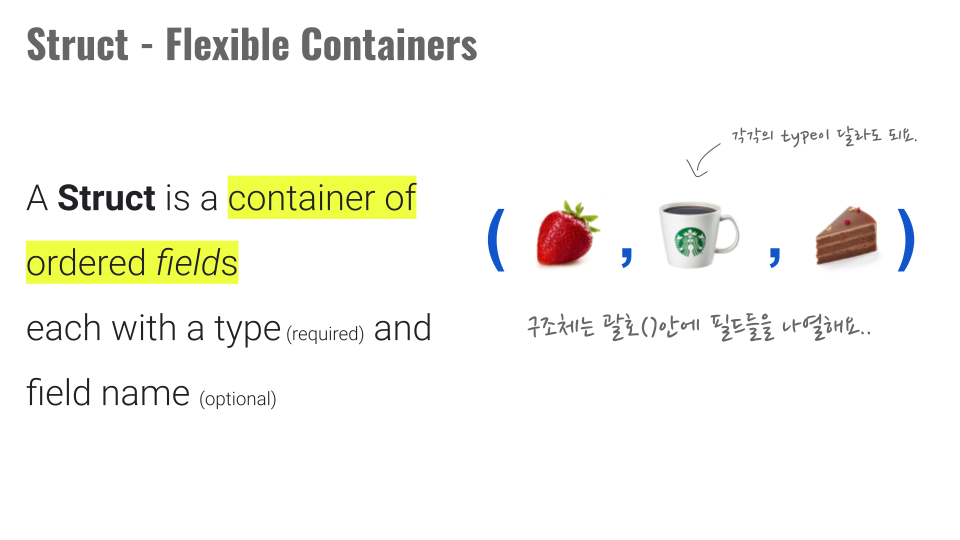 Struct - Flexible Containers
각각의 type이 달라도 되요.
A Struct is a container of
ordered fields
each with a type (required) and
field name (optional)
( , , )
구조체는 괄호()안에 필드들을 나열해요..